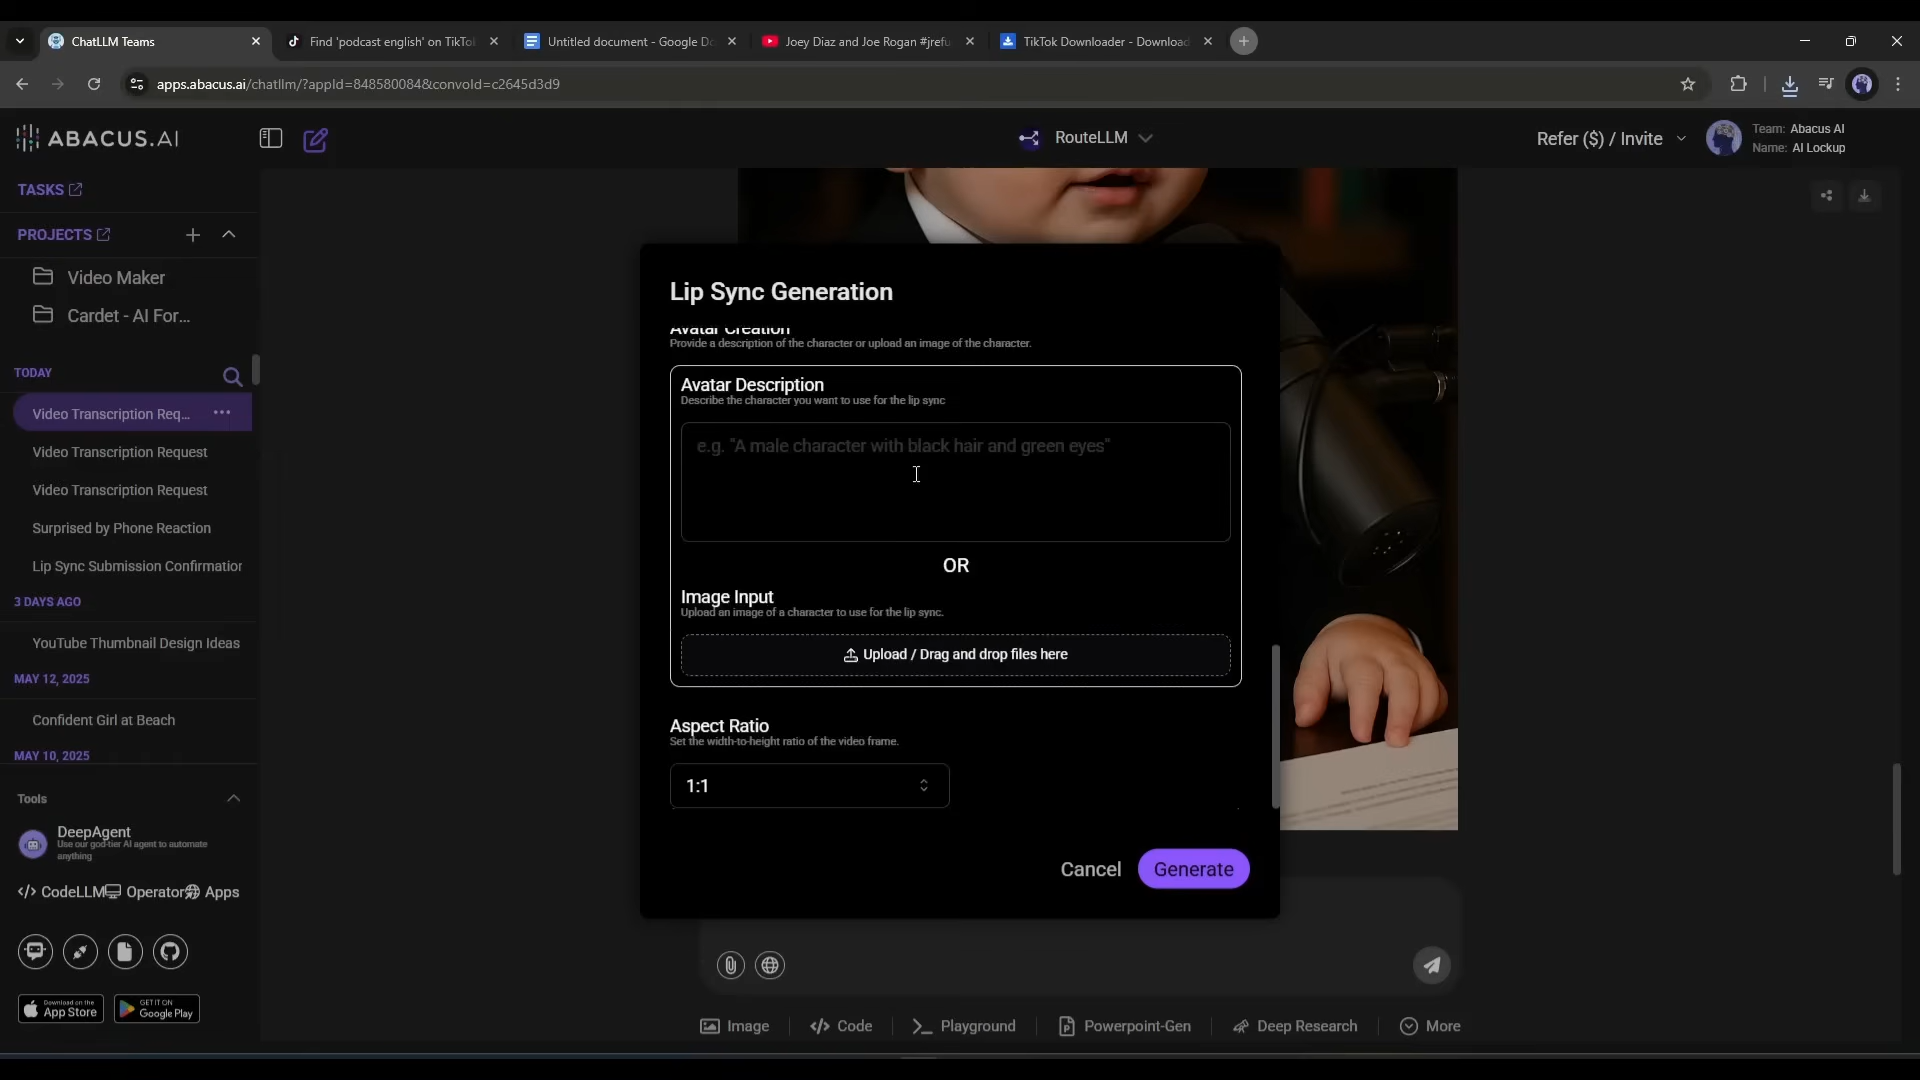 ChatLLM Teams
Find 'podcast english' on TikTo
Untitled document - Google Do
Joey Diaz and Joe Rogan #jrefu
TikTok Downloader - Download
apps.abacus.ai/chatllm/?appId=848580084&convoId=c2645d3d9
ABACUS.AI
RouteLLM
Refer ($) / Invite
Team: Abacus AI
Name: AI Lockup
TASKS
PROJECTS
Video Maker
Cardet - AI For...
TODAY
Video Transcription Req...
Video Transcription Request
Video Transcription Request
Surprised by Phone Reaction
Lip Sync Submission Confirmation
3 DAYS AGO
YouTube Thumbnail Design Ideas
MAY 12, 2025
Confident Girl at Beach
MAY 10, 2025
Tools
DeepAgent
Use our god-tier AI agent to automate
anything
CodeLLM
Operator
Apps
Download on the
App Store
GET IT ON
Google Play
Lip Sync Generation
Avatar Creation
Provide a description of the character or upload an image of the character.
Avatar Description
Describe the character you want to use for the lip sync
e.g. "A male character with black hair and green eyes"
OR
Image Input
Upload an image of a character to use for the lip sync.
Upload / Drag and drop files here
Aspect Ratio
Set the width-to-height ratio of the video frame.
1:1
Cancel
Generate
Image
Code
Playground
Powerpoint-Gen
Deep Research
More